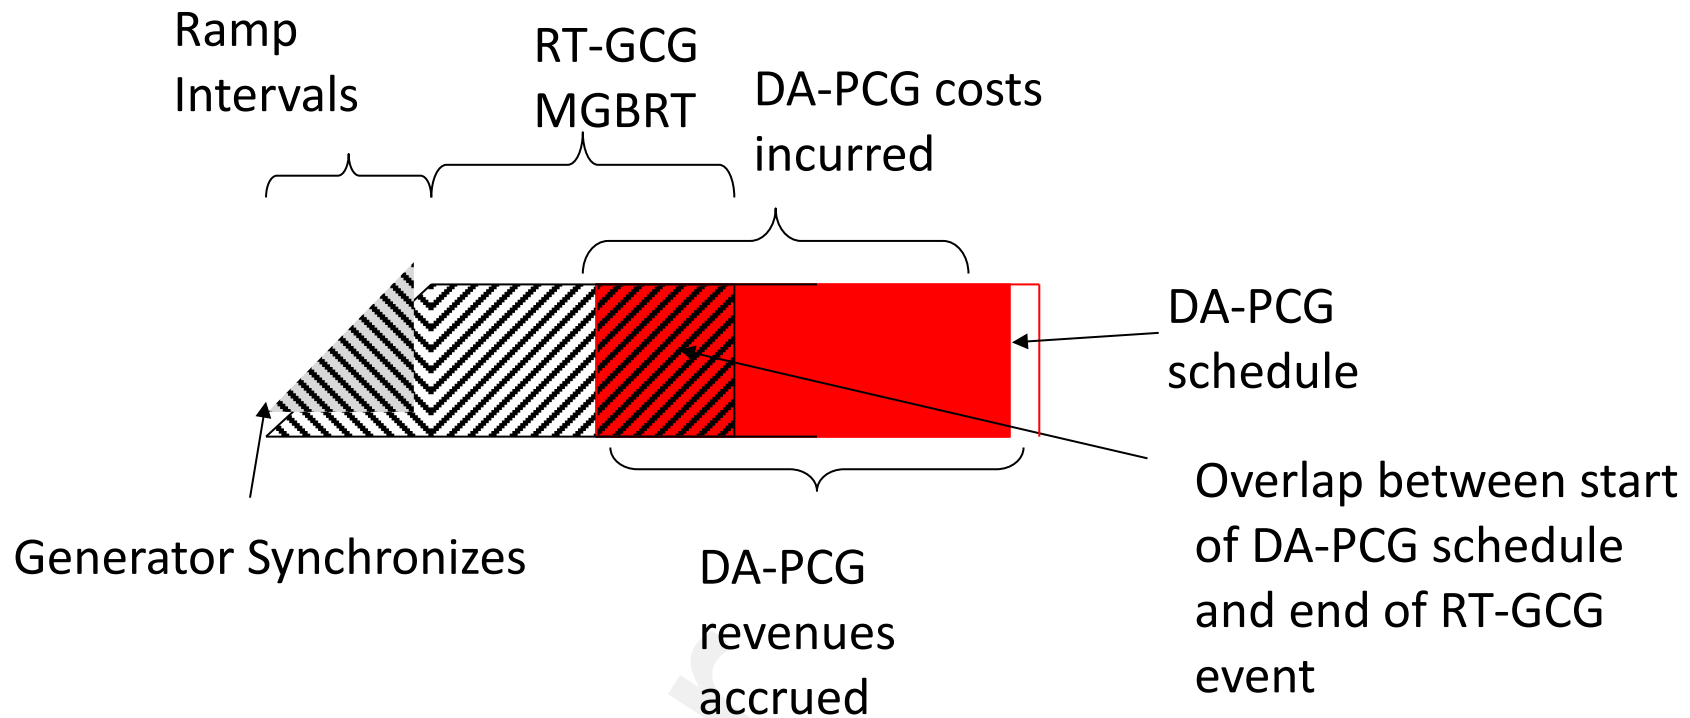 Ramp
Intervals
RT-GCG
MGBRT
DA-PCG costs
incurred
DA-PCG
schedule
Generator Synchronizes
DA-PCG
revenues
accrued
Overlap between start
of DA-PCG schedule
and end of RT-GCG
event